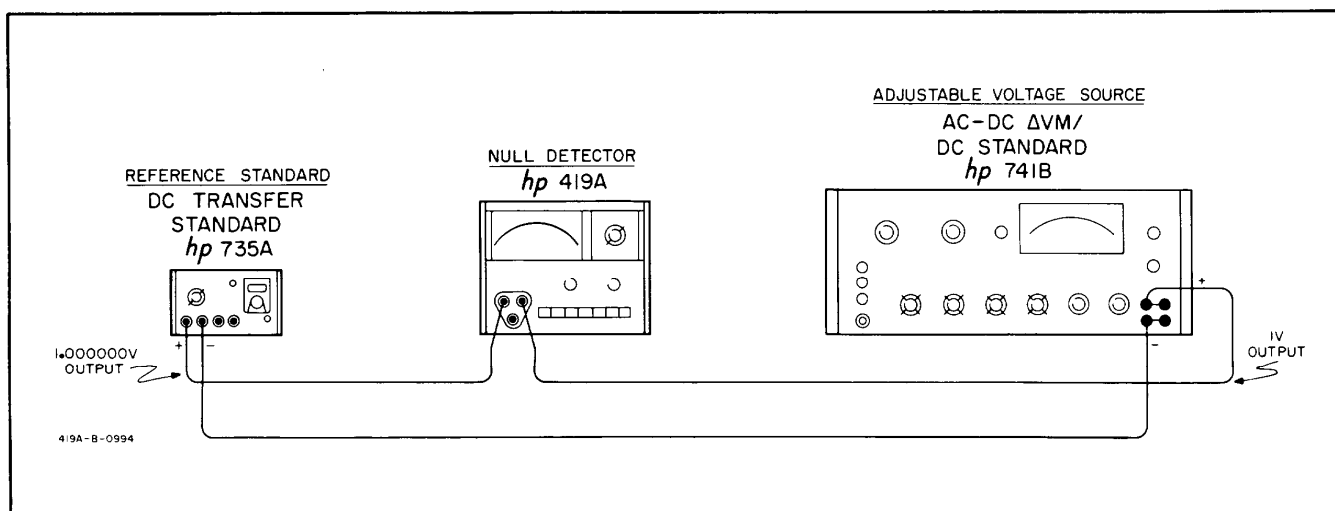 ADJUSTABLE VOLTAGE SOURCE
AC-DC ΔVM/
DC STANDARD
hp 741B
NULL DETECTOR
hp 419A
REFERENCE STANDARD
DC TRANSFER
STANDARD
hp 735A
+
-
1.000000V
OUTPUT
+
-
1V
OUTPUT
419A-B-0994